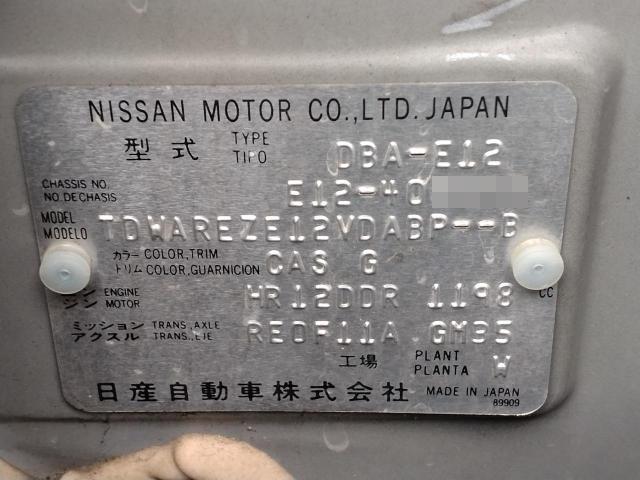 NISSAN MOTOR CO.,LTD. JAPAN
型式 TYPE TIPO DBA-E12
CHASSIS NO. NO.DECHASIS E12-40
MODEL MODELO TDWAREZE12VDABP--B
カラー COLOR,TRIM トリム COLOR,GUARNICION CAS G
ENGINE ジン MOTOR HR12DDR 1198 CC
ミッション TRANS.,AXLE アクスル TRANS.,EJE RE0F11A GM35
工場 PLANT PLANTA W
日産自動車株式会社 MADE IN JAPAN
89909